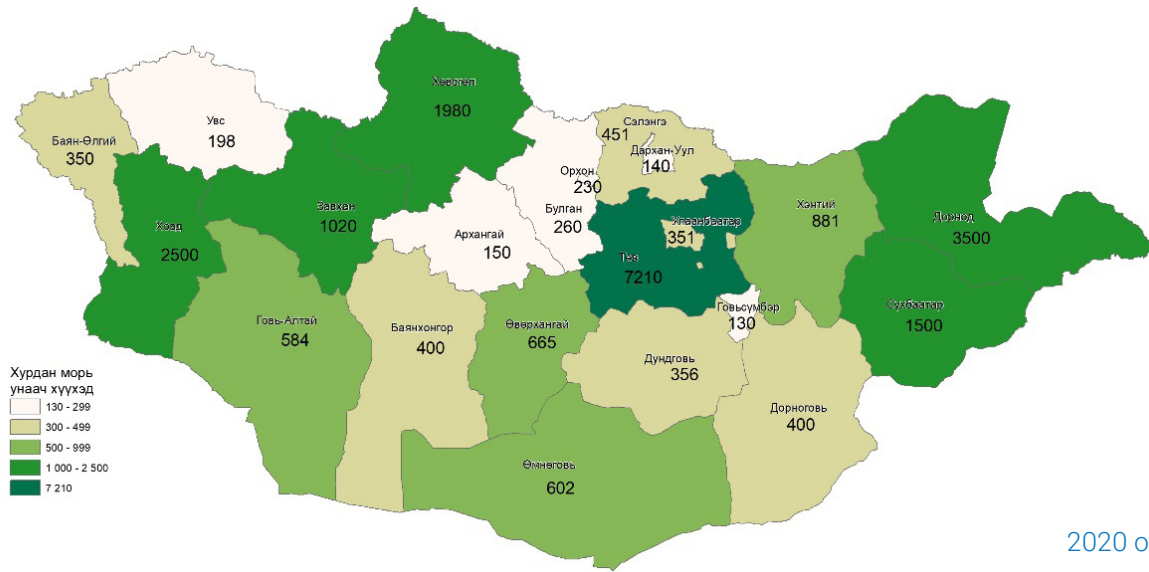 Хөвсгөл
1980
Увс
198
Баян-Өлгий
350
Сэлэнгэ
451
Дархан-Уул
140
Орхон
230
Булган
260
Хэнтий
881
Дорнод
3500
Завхан
1020
Ховд
2500
Архангай
150
Улаанбаатар
351
Төв
7210
Говьсүмбэр
130
Сүхбаатар
1500
Говь-Алтай
584
Баянхонгор
400
Өвөрхангай
665
Дундговь
356
Дорноговь
400
Өмнөговь
602
Хурдан морь
унаач хүүхэд
130 - 299
300 - 499
500 - 999
1 000 - 2 500
7 210
2020 о